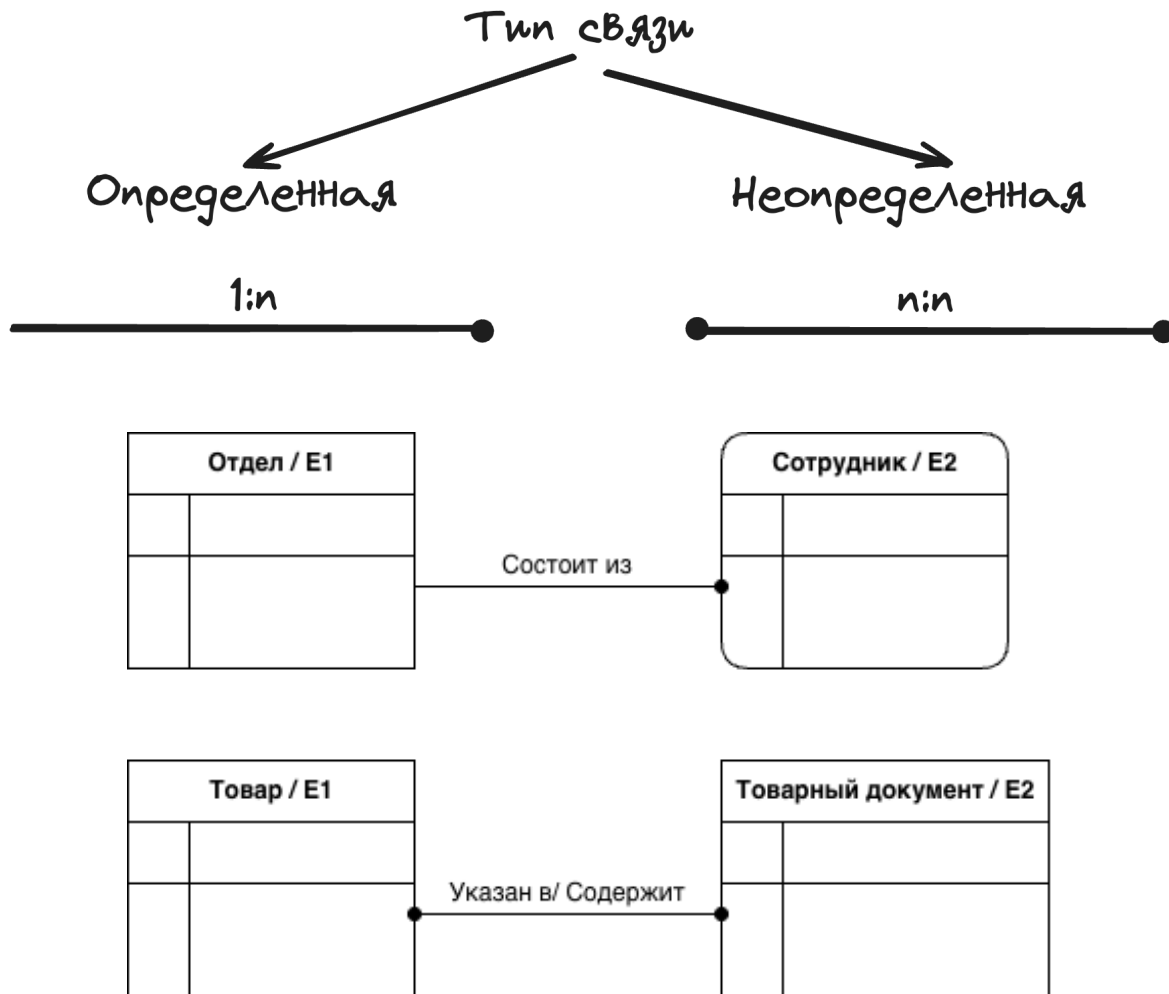 Тип связи
Определенная
Неопределенная
1:n
n:n
Отдел / E1
Сотрудник / E2
Состоит из
Товар / E1
Товарный документ / E2
Указан в/ Содержит